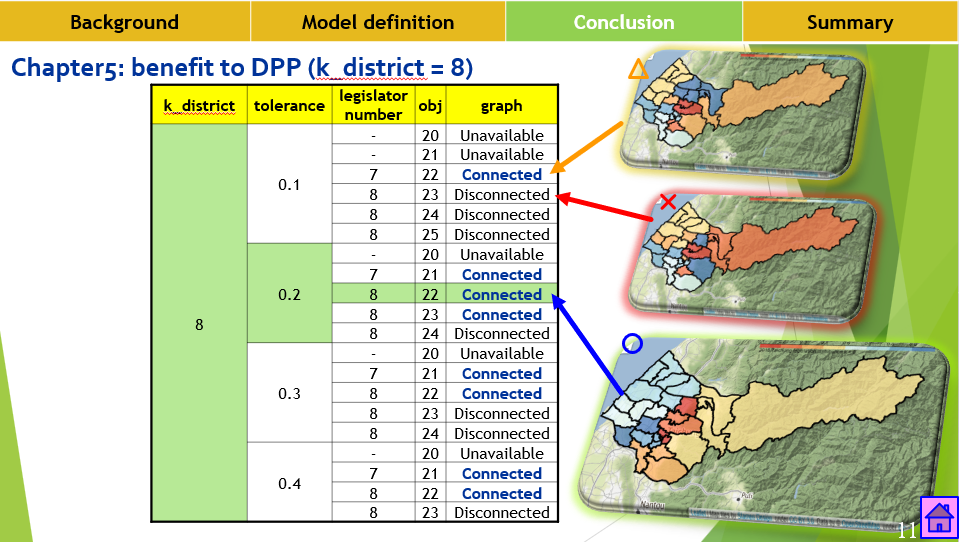 Background Model definition Conclusion Summary
Chapter5: benefit to DPP (k_district = 8)
k_district tolerance legislator number obj graph
8
0.1
- 20 Unavailable
- 21 Unavailable
7 22 Connected
8 23 Disconnected
8 24 Disconnected
8 25 Disconnected
0.2
- 20 Unavailable
7 21 Connected
8 22 Connected
8 23 Connected
8 24 Disconnected
0.3
- 20 Unavailable
7 21 Connected
8 22 Connected
8 23 Disconnected
8 24 Disconnected
0.4
- 20 Unavailable
7 21 Connected
8 22 Connected
8 23 Disconnected
Puli
Nantou
11